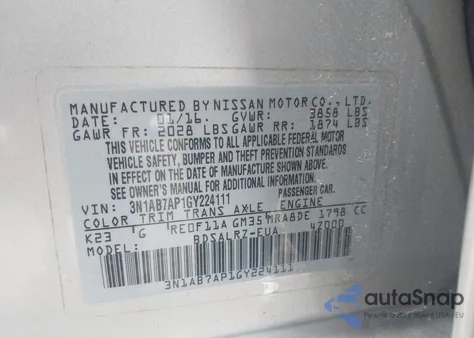 MANUFACTURED BY NISSAN MOTOR CO., LTD.
DATE: 01/16. GVWR: 3858 LBS
GAWR FR: 2028 LBS GAWR RR: 1874 LBS
THIS VEHICLE CONFORMS TO ALL APPLICABLE FEDERAL MOTOR
VEHICLE SAFETY, BUMPER AND THEFT PREVENTION STANDARDS
IN EFFECT ON THE DATE OF MANUFACTURE SHOWN ABOVE.
SEE OWNER'S MANUAL FOR ADDITIONAL INFORMATION.
VIN: 3N1AB7AP1GY224111 PASSENGER CAR
COLOR TRIM TRANS AXLE ENGINE
K23 G RE0F11A GM35 MRA8DE 1798 CC
BDSALRZ-EUA 4Z000
3N1AB7AP1GY224111
autoSnap